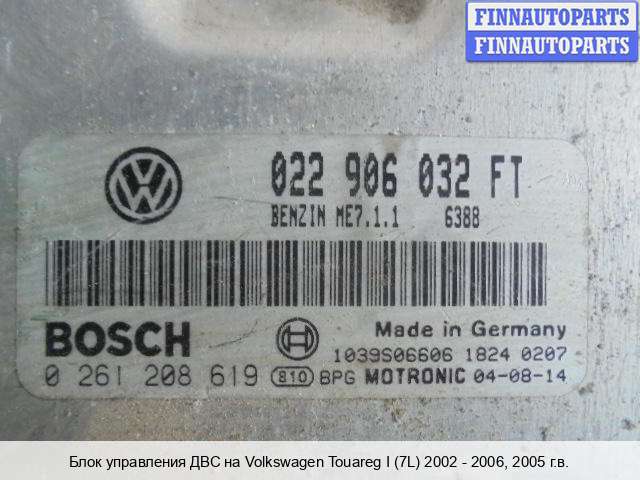 FINNAUTOPARTS
FINNAUTOPARTS
022 906 032 FT
BENZIN ME7.1.1 6388
BOSCH
Made in Germany
1039S06606 1824 0207
0 261 208 619 810 BPG MOTRONIC 04-08-14
Блок управления ДВС на Volkswagen Touareg I (7L) 2002 - 2006, 2005 г.в.